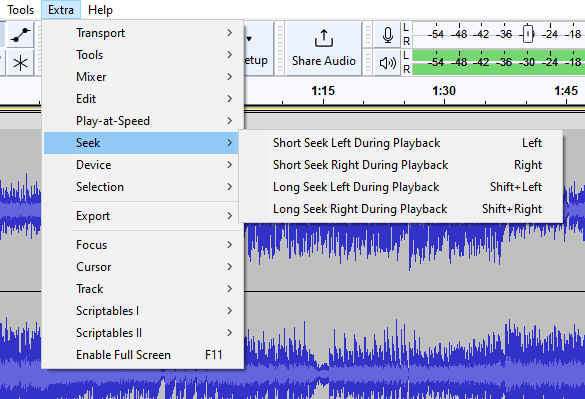 Tools Extra Help
etup
Share Audio
L
R
-54 -48 -42 -36 -30 -24 -18
L
R
-54 -48 -42 -36 -30 -24 -18
1:15 1:30 1:45
Transport
Tools
Mixer
Edit
Play-at-Speed
Seek
Device
Selection
Export
Focus
Cursor
Track
Scriptables I
Scriptables II
Enable Full Screen F11
Short Seek Left During Playback Left
Short Seek Right During Playback Right
Long Seek Left During Playback Shift+Left
Long Seek Right During Playback Shift+Right